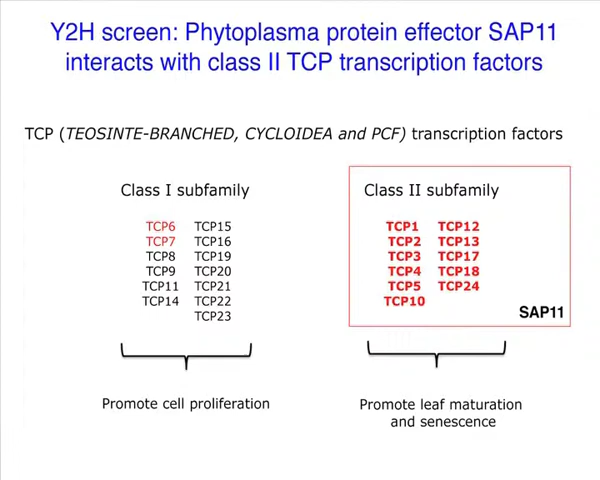 Y2H screen: Phytoplasma protein effector SAP11
interacts with class II TCP transcription factors
TCP (TEOSINTE-BRANCHED, CYCLOIDEA and PCF) transcription factors
Class I subfamily
TCP6 TCP15
TCP7 TCP16
TCP8 TCP19
TCP9 TCP20
TCP11 TCP21
TCP14 TCP22
TCP23
Promote cell proliferation
Class II subfamily
TCP1 TCP12
TCP2 TCP13
TCP3 TCP17
TCP4 TCP18
TCP5 TCP24
TCP10
SAP11
Promote leaf maturation
and senescence